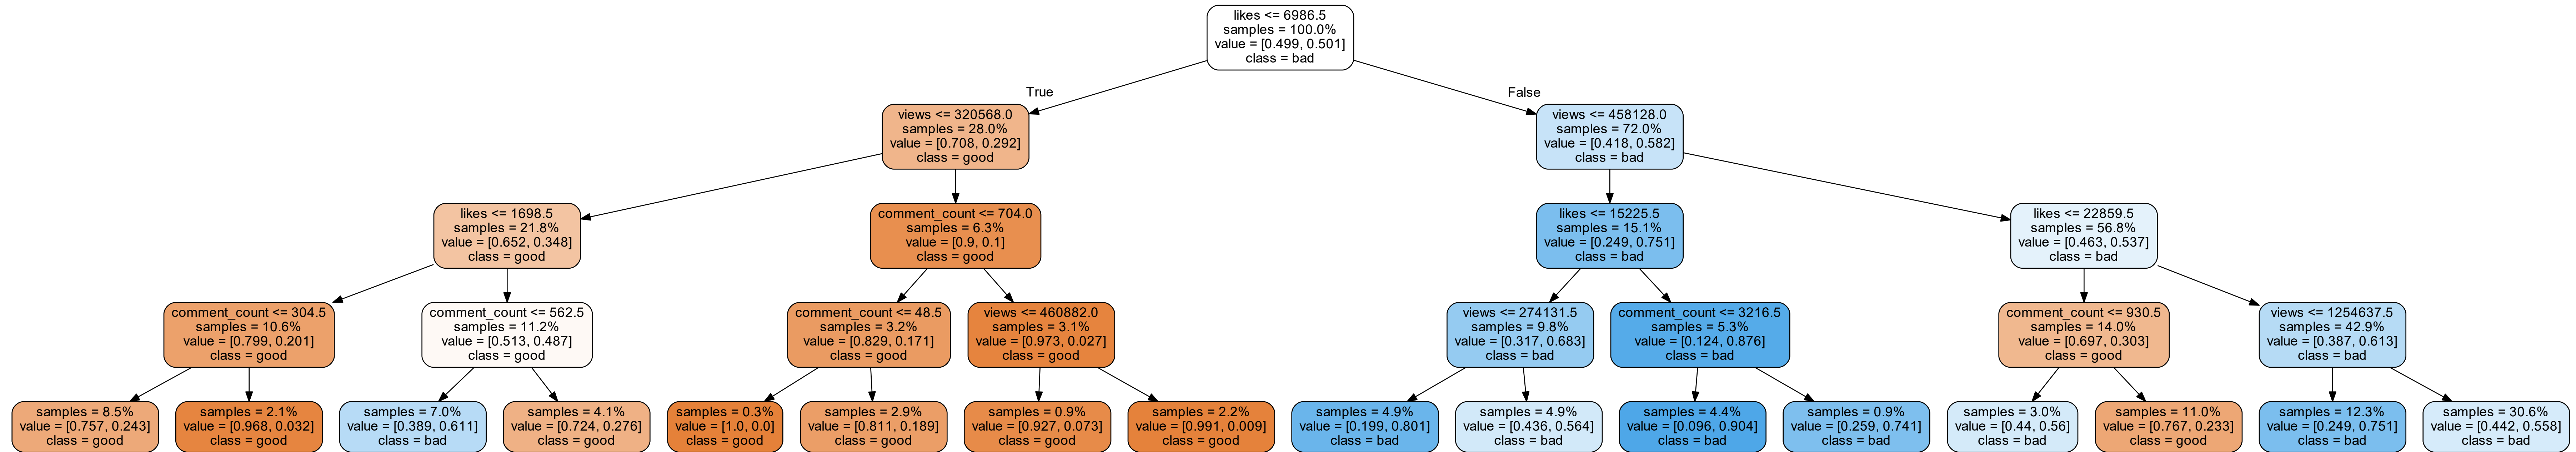 likes <= 6986.5
samples = 100.0%
value = [0.499, 0.501]
class = bad
True
False
views <= 320568.0
samples = 28.0%
value = [0.708, 0.292]
class = good
views <= 458128.0
samples = 72.0%
value = [0.418, 0.582]
class = bad
likes <= 1698.5
samples = 21.8%
value = [0.652, 0.348]
class = good
comment_count <= 704.0
samples = 6.3%
value = [0.9, 0.1]
class = good
likes <= 15225.5
samples = 15.1%
value = [0.249, 0.751]
class = bad
likes <= 22859.5
samples = 56.8%
value = [0.463, 0.537]
class = bad
comment_count <= 304.5
samples = 10.6%
value = [0.799, 0.201]
class = good
comment_count <= 562.5
samples = 11.2%
value = [0.513, 0.487]
class = good
comment_count <= 48.5
samples = 3.2%
value = [0.829, 0.171]
class = good
views <= 460882.0
samples = 3.1%
value = [0.973, 0.027]
class = good
views <= 274131.5
samples = 9.8%
value = [0.317, 0.683]
class = bad
comment_count <= 3216.5
samples = 5.3%
value = [0.124, 0.876]
class = bad
comment_count <= 930.5
samples = 14.0%
value = [0.697, 0.303]
class = good
views <= 1254637.5
samples = 42.9%
value = [0.387, 0.613]
class = bad
samples = 8.5%
value = [0.757, 0.243]
class = good
samples = 2.1%
value = [0.968, 0.032]
class = good
samples = 7.0%
value = [0.389, 0.611]
class = bad
samples = 4.1%
value = [0.724, 0.276]
class = good
samples = 0.3%
value = [1.0, 0.0]
class = good
samples = 2.9%
value = [0.811, 0.189]
class = good
samples = 0.9%
value = [0.927, 0.073]
class = good
samples = 2.2%
value = [0.991, 0.009]
class = good
samples = 4.9%
value = [0.199, 0.801]
class = bad
samples = 4.9%
value = [0.436, 0.564]
class = bad
samples = 4.4%
value = [0.096, 0.904]
class = bad
samples = 0.9%
value = [0.259, 0.741]
class = bad
samples = 3.0%
value = [0.44, 0.56]
class = bad
samples = 11.0%
value = [0.767, 0.233]
class = good
samples = 12.3%
value = [0.249, 0.751]
class = bad
samples = 30.6%
value = [0.442, 0.558]
class = bad